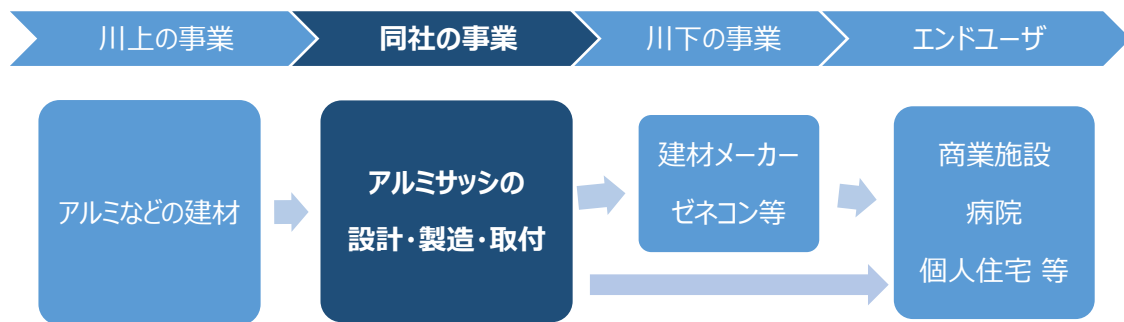 川上の事業
同社の事業
川下の事業
エンドユーザ
アルミなどの建材
アルミサッシの
設計・製造・取付
建材メーカー
ゼネコン等
商業施設
病院
個人住宅 等